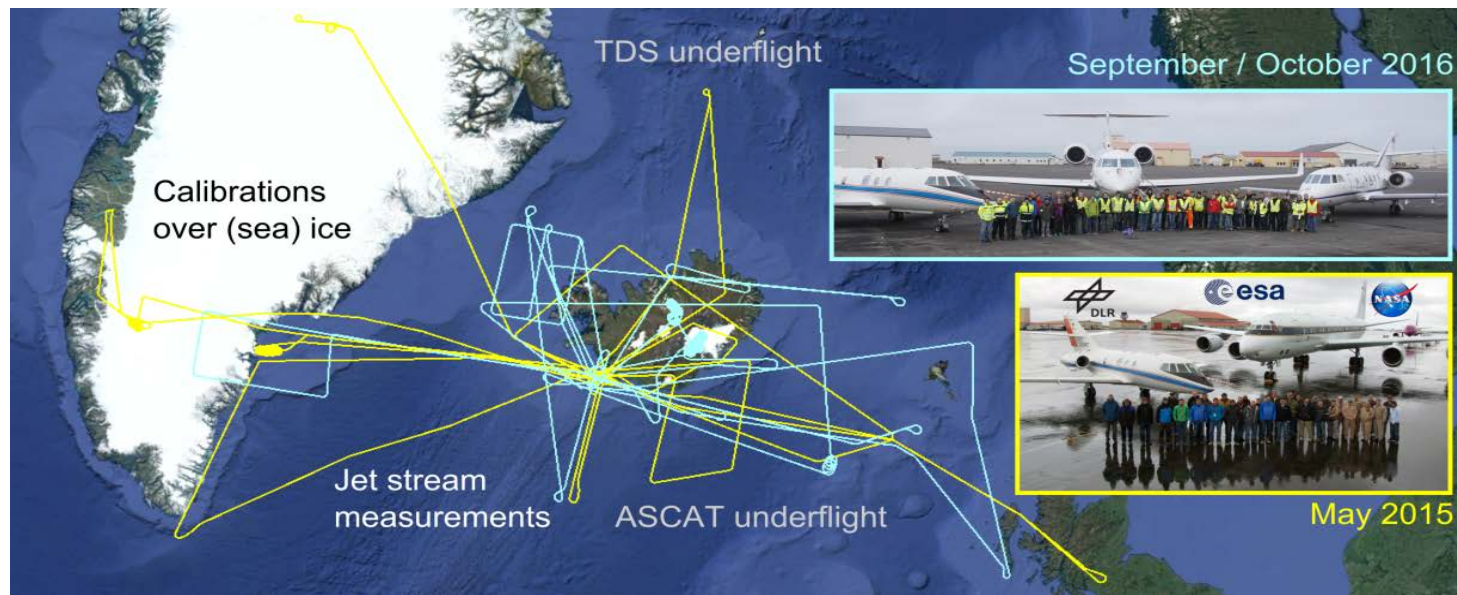 TDS underflight
September / October 2016
Calibrations
over (sea) ice
DLR
esa
NASA
Jet stream
measurements
ASCAT underflight
May 2015